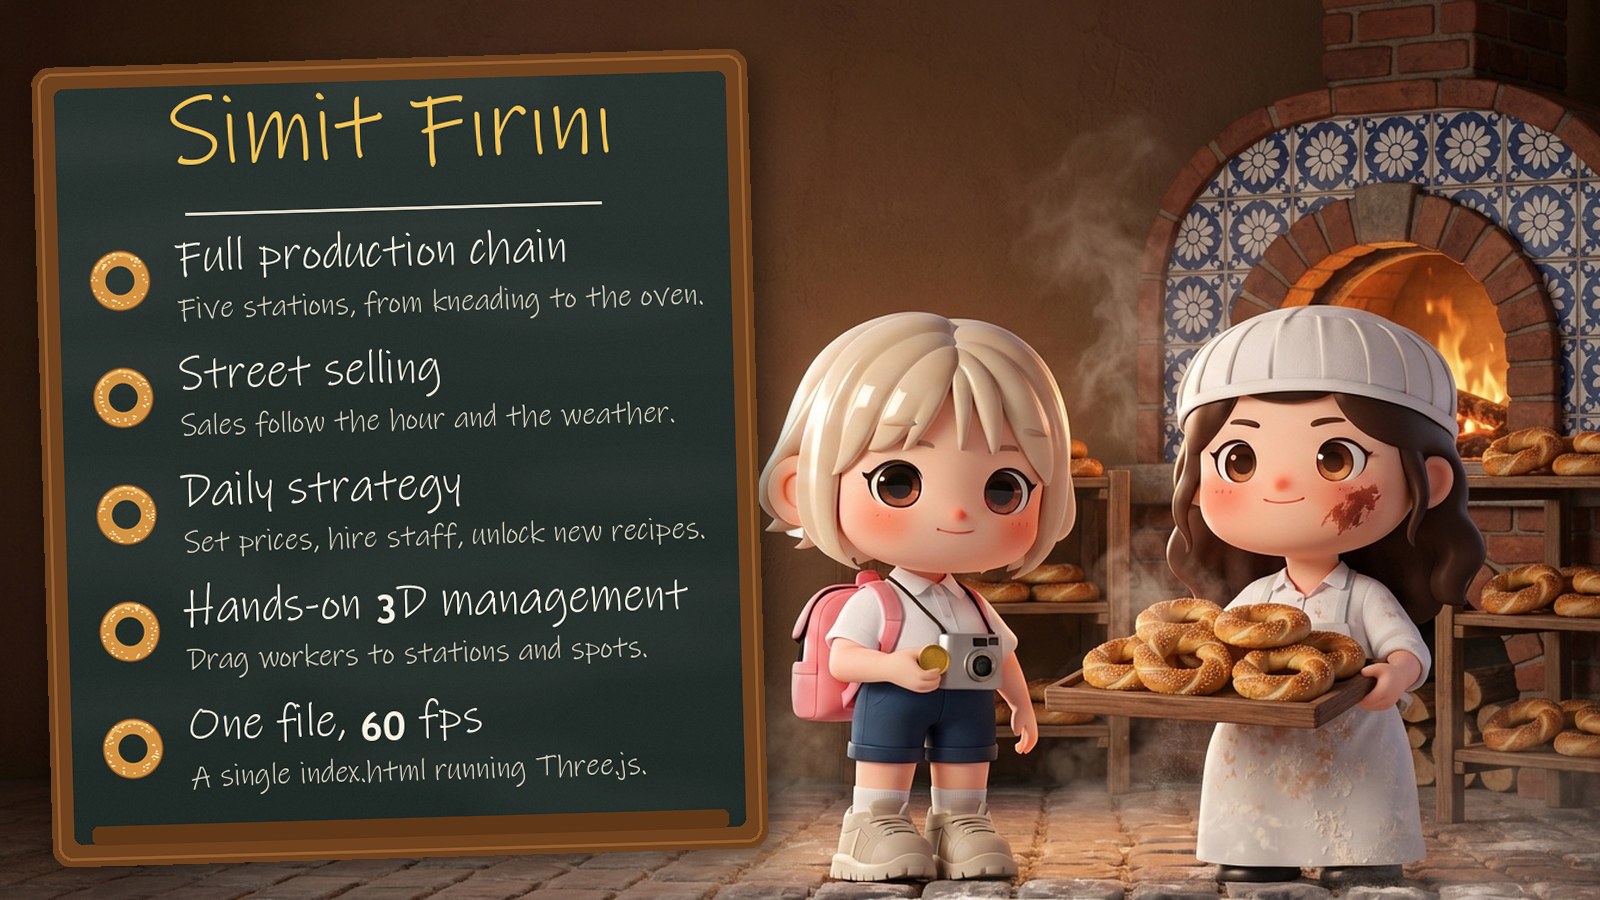 Simit Fırını
Full production chain
Five stations, from kneading to the oven.
Street selling
Sales follow the hour and the weather.
Daily strategy
Set prices, hire staff, unlock new recipes.
Hands-on 3D management
Drag workers to stations and spots.
One file, 60 fps
A single index.html running Three.js.